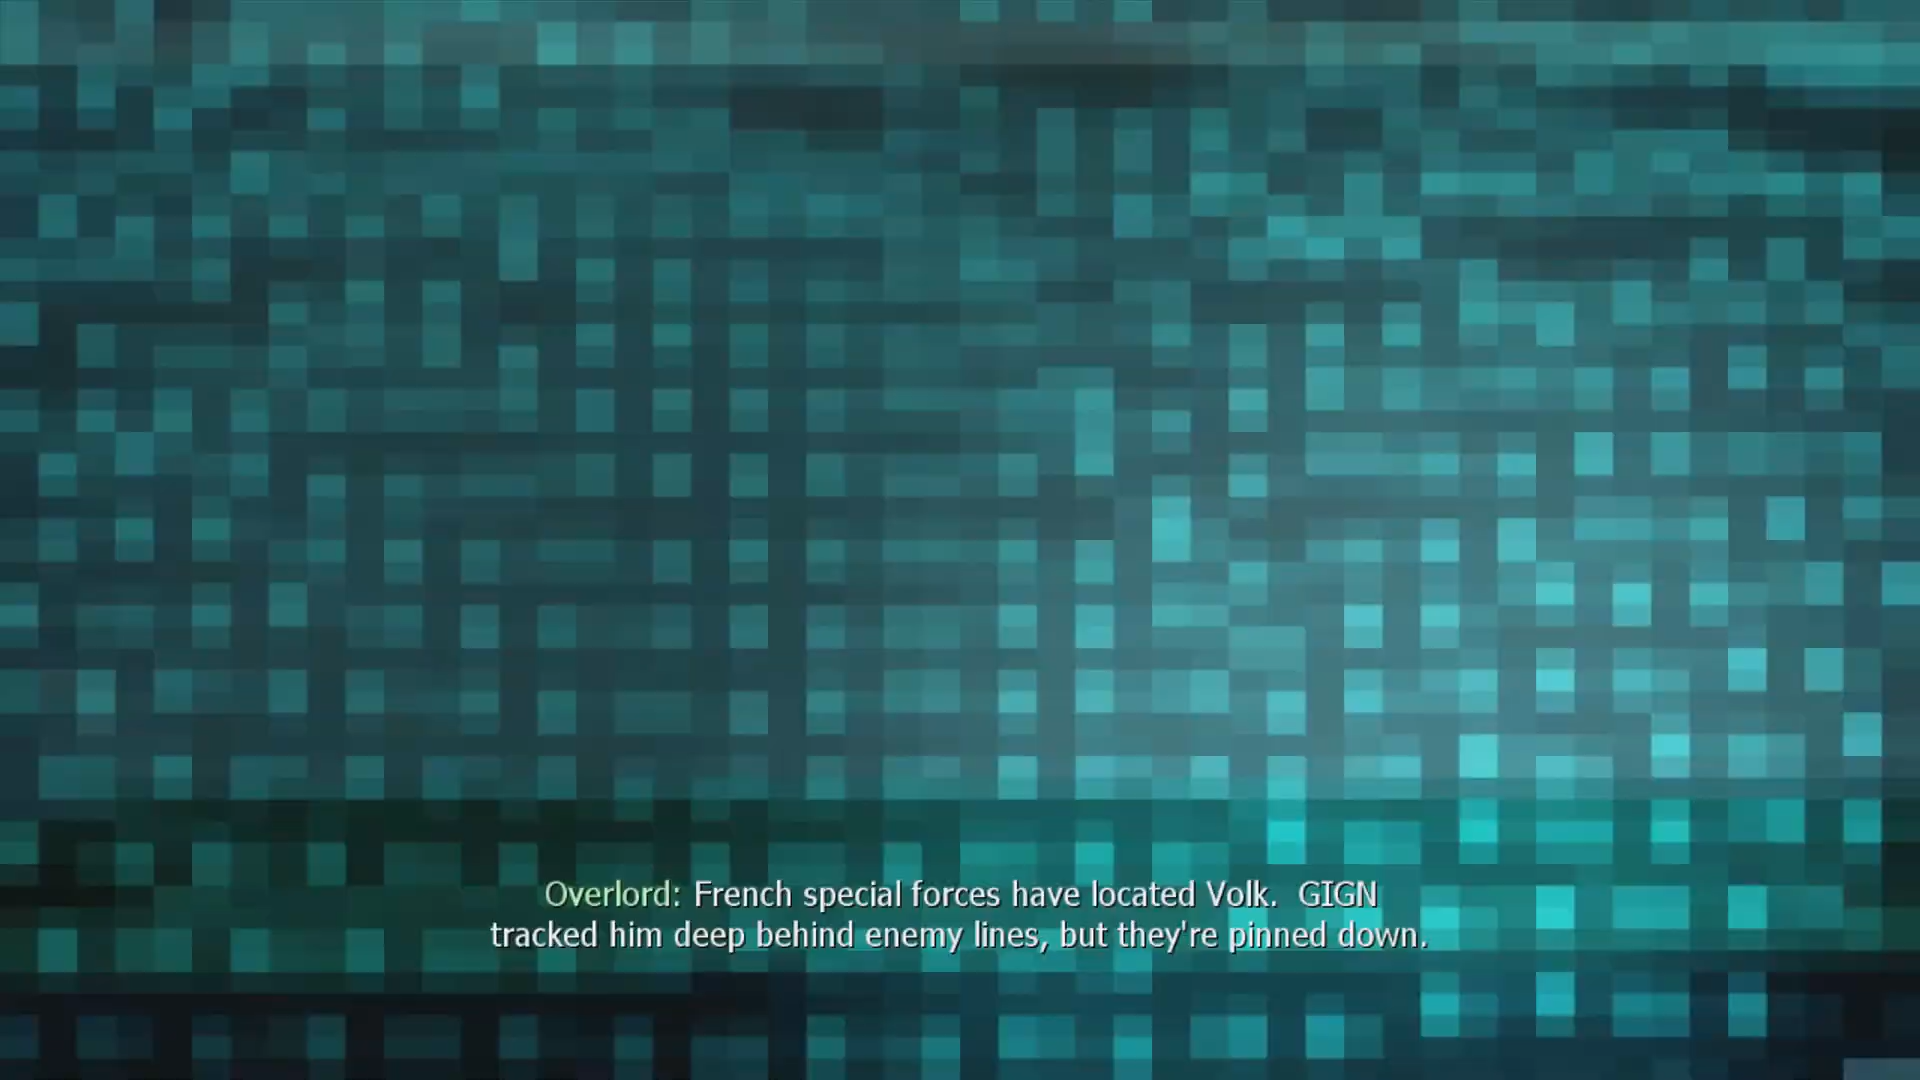 Overlord: French special forces have located Volk.  GIGN
tracked him deep behind enemy lines, but they're pinned down.